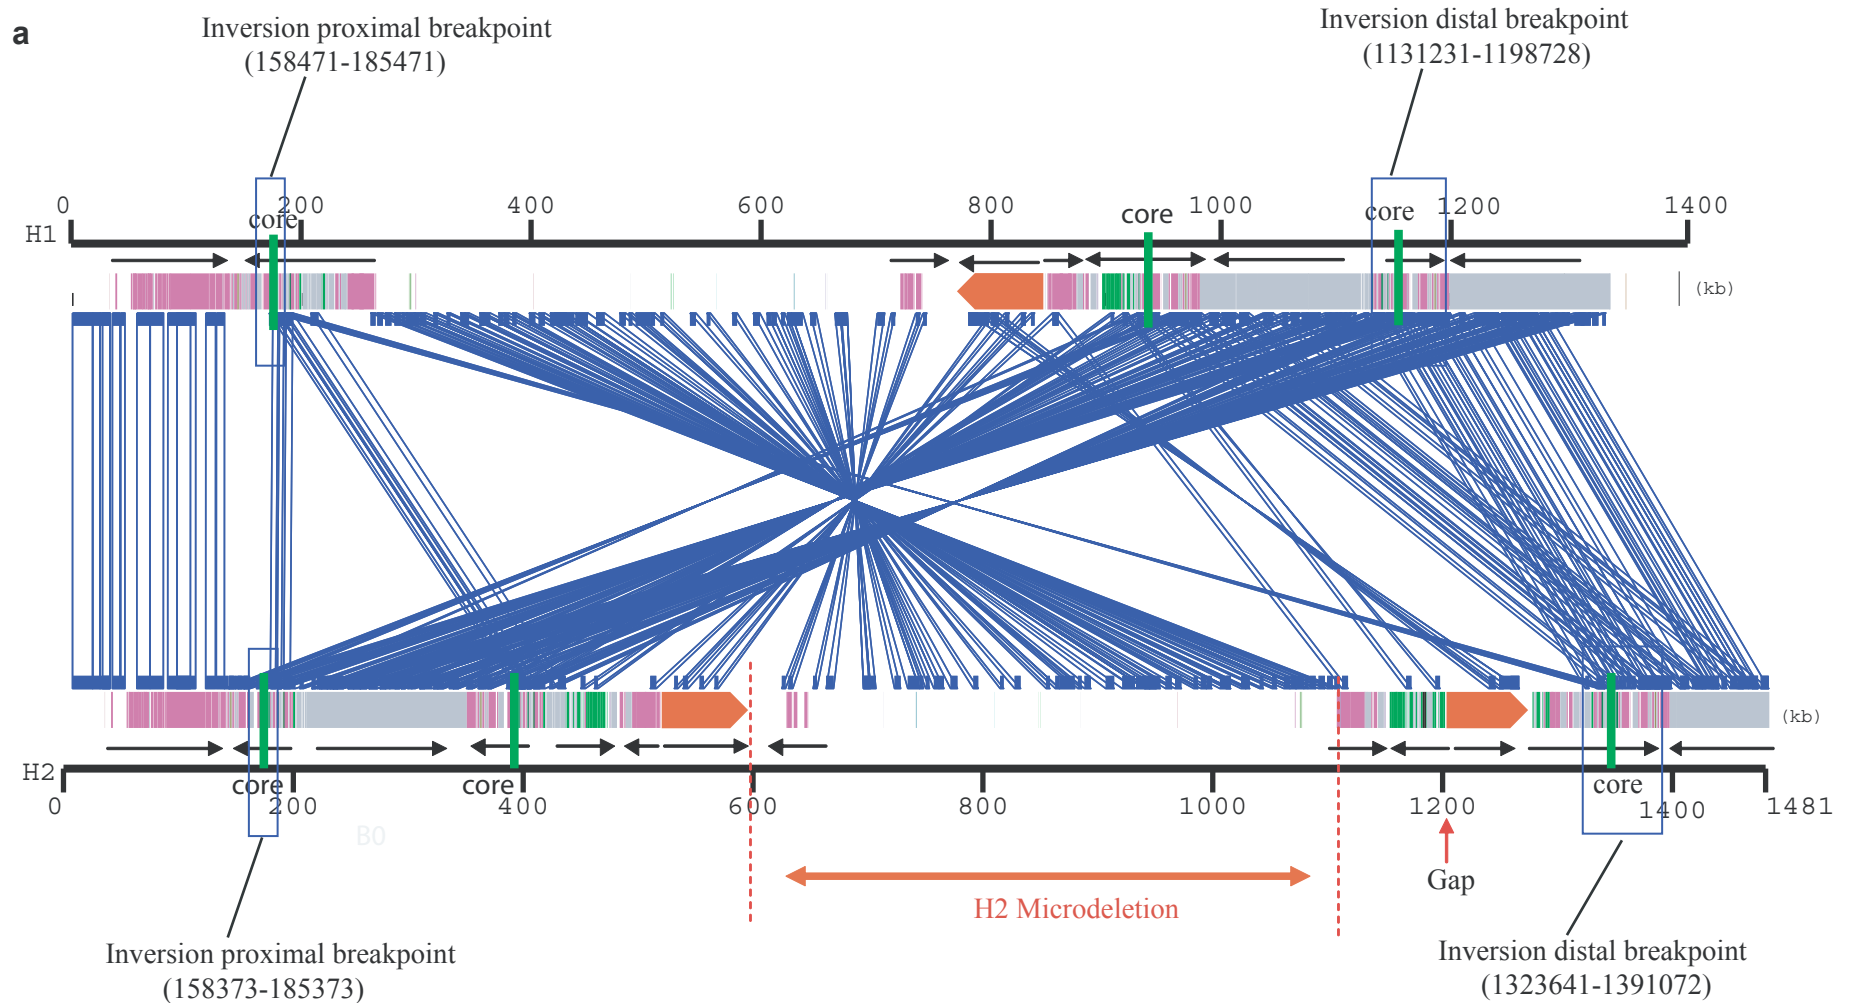 a
Inversion proximal breakpoint
(158471-185471)
Inversion distal breakpoint
(1131231-1198728)
0 200 400 600 800 1000 1200 1400
core core core
H1
(kb)
(kb)
H2
core core core
0 200 400 600 800 1000 1200 1400 1481
B0
Gap
H2 Microdeletion
Inversion proximal breakpoint
(158373-185373)
Inversion distal breakpoint
(1323641-1391072)